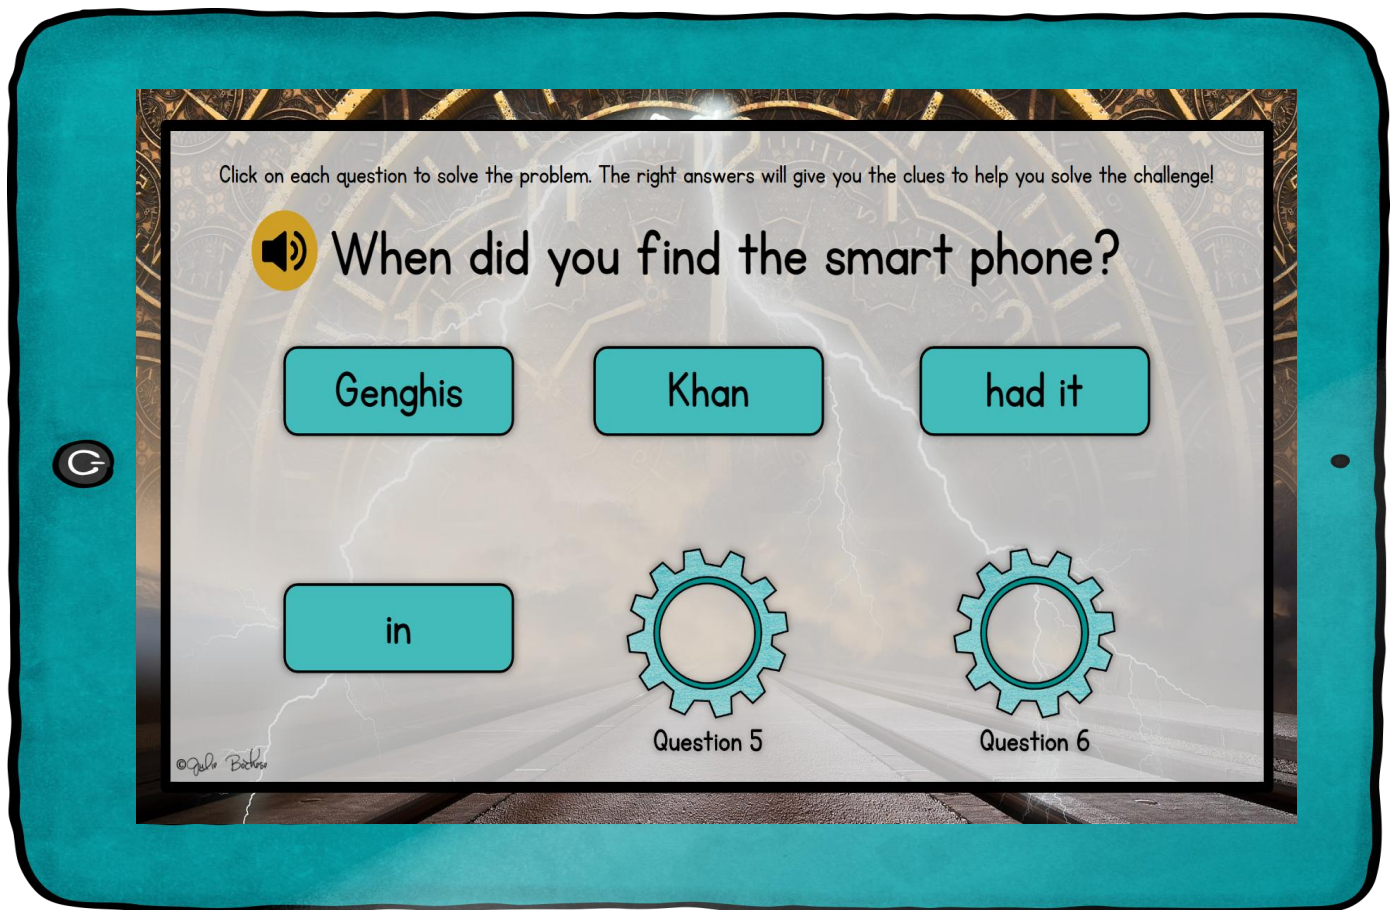 Click on each question to solve the problem. The right answers will give you the clues to help you solve the challenge!
When did you find the smart phone?
Genghis
Khan
had it
in
Question 5
Question 6
©